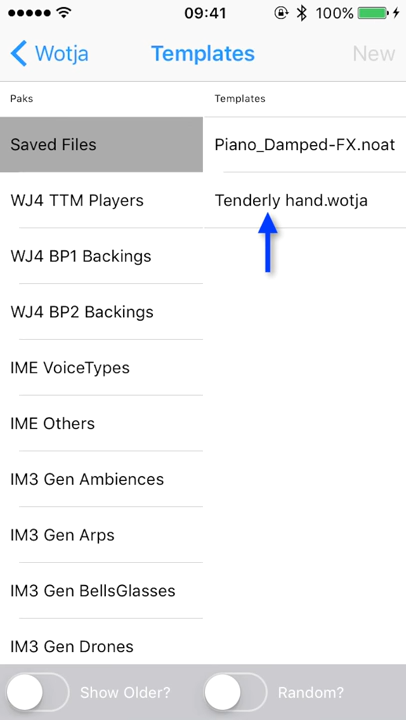 09:41
100%
Wotja
Templates
New
Paks
Templates
Saved Files
Piano_Damped-FX.noat
WJ4 TTM Players
Tenderly hand.wotja
WJ4 BP1 Backings
WJ4 BP2 Backings
IME VoiceTypes
IME Others
IM3 Gen Ambiences
IM3 Gen Arps
IM3 Gen BellsGlasses
IM3 Gen Drones
Show Older?
Random?